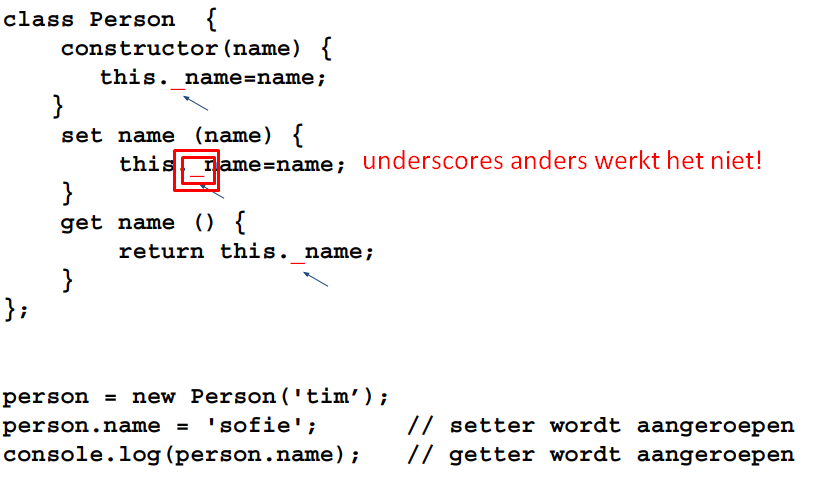 class Person  {
    constructor(name) {
       this._name=name;
    }
    set name (name) {
        this._name=name; underscores anders werkt het niet!
    }
    get name () {
        return this._name;
    }
};
person = new Person('tim’);
person.name = 'sofie';      // setter wordt aangeroepen
console.log(person.name);   // getter wordt aangeroepen